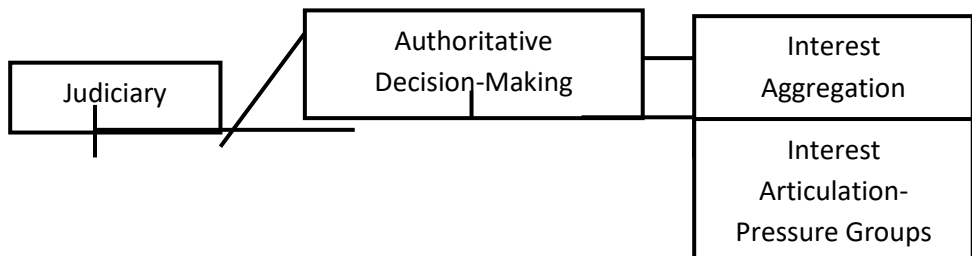 Judiciary
Authoritative
Decision-Making
Interest
Aggregation
Interest
Articulation-
Pressure Groups